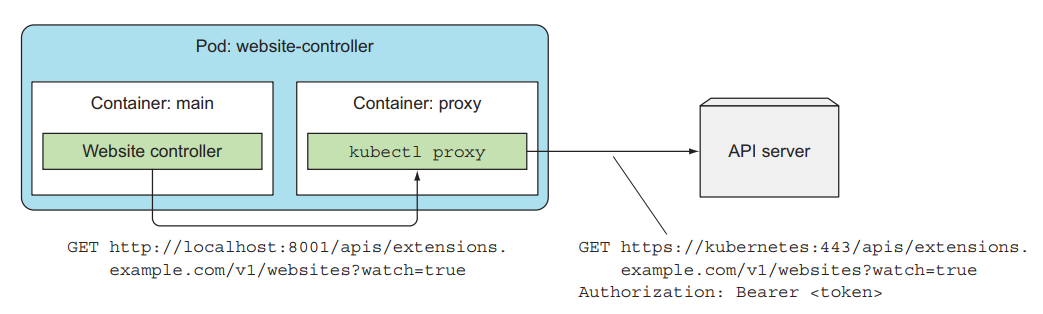 Pod: website-controller
Container: main
Container: proxy
Website controller
kubectl proxy
API server
GET http://localhost:8001/apis/extensions.
example.com/v1/websites?watch=true
GET https://kubernetes:443/apis/extensions.
example.com/v1/websites?watch=true
Authorization: Bearer <token>